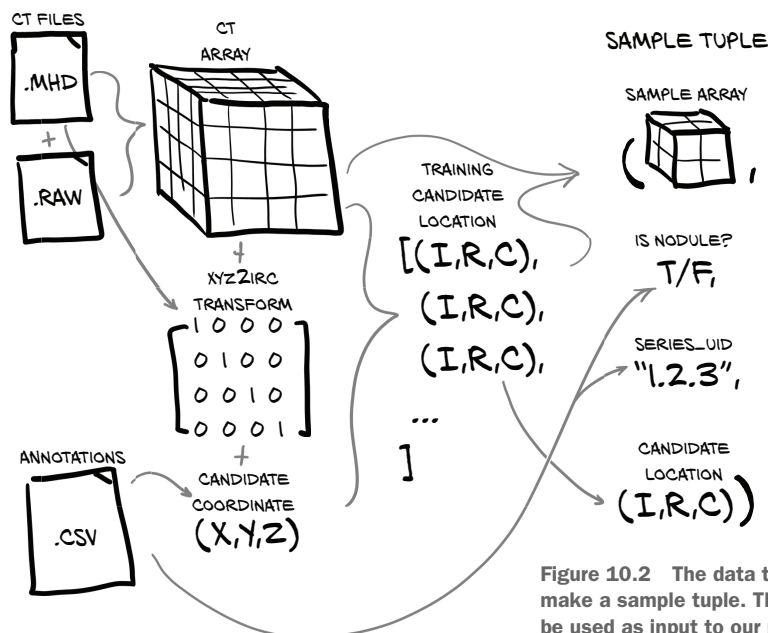 CT FILES
.MHD
+
.RAW
CT
ARRAY
+
XYZ2IRC
TRANSFORM
1 0 0 0
0 1 0 0
0 0 1 0
0 0 0 1
+
ANNOTATIONS
.CSV
CANDIDATE
COORDINATE
(X,Y,Z)
TRAINING
CANDIDATE
LOCATION
[(I,R,C),
(I,R,C),
(I,R,C),
...
]
SAMPLE TUPLE
SAMPLE ARRAY
( ,
IS NODULE?
T/F,
SERIES_UID
"1.2.3",
CANDIDATE
LOCATION
(I,R,C))
Figure 10.2 The data t
make a sample tuple. Th
be used as input to our